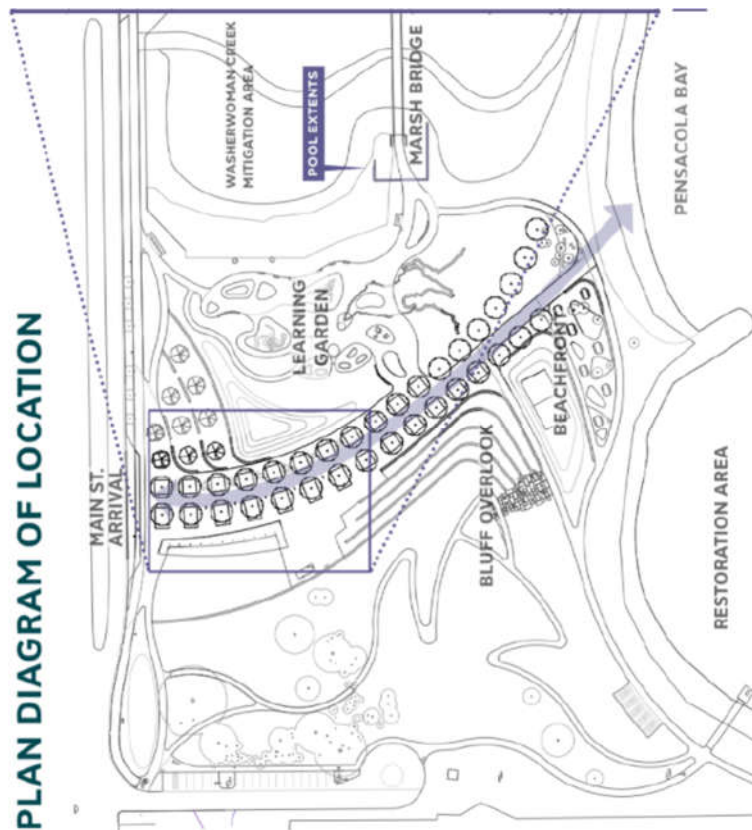 PLAN DIAGRAM OF LOCATION
MAIN ST.
ARRIVAL
WASHERWOMAN CREEK
MITIGATION AREA
POOL EXTENTS
MARSH BRIDGE
LEARNING
GARDEN
PENSACOLA BAY
BEACHFRONT
BLUFF OVERLOOK
RESTORATION AREA